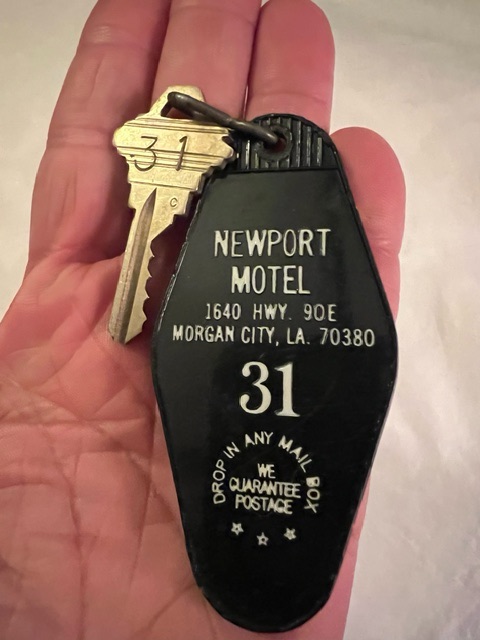 31
C
NEWPORT
MOTEL
1640 HWY. 90E
MORGAN CITY, LA. 70380
31
DROP IN ANY MAIL BOX
WE
GUARANTEE
POSTAGE